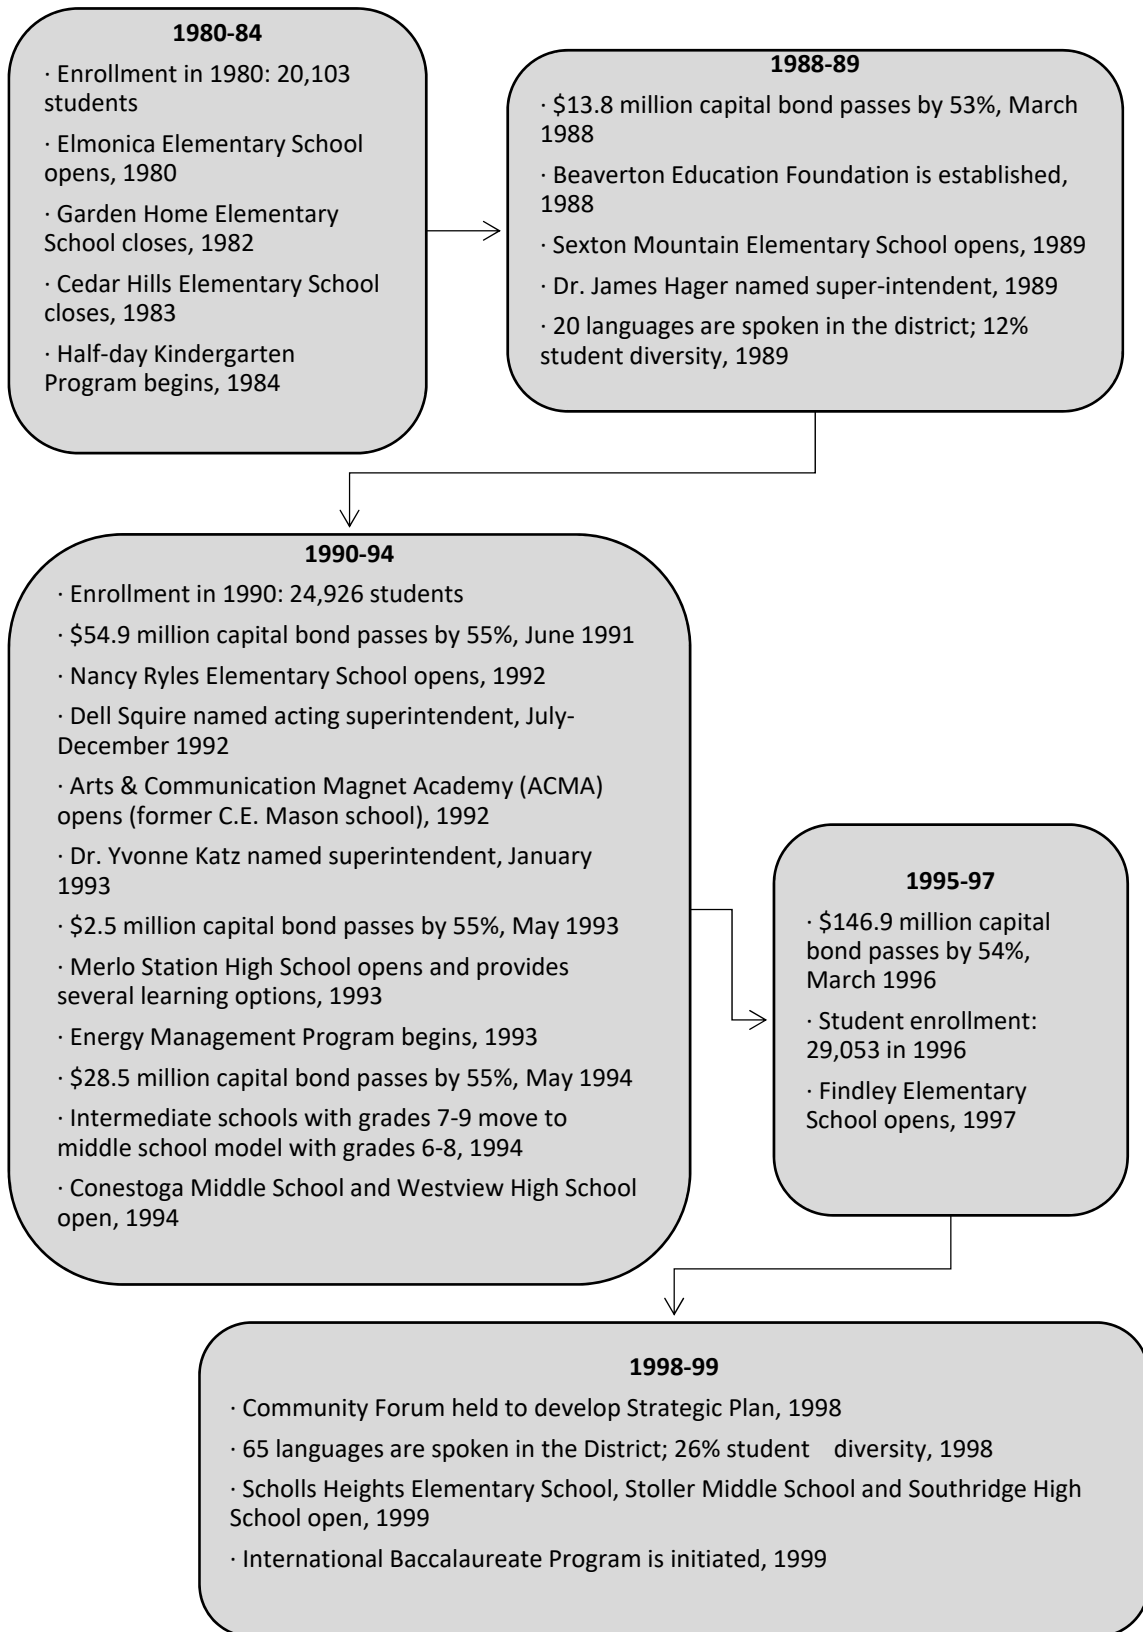 1980-84
· Enrollment in 1980: 20,103
students
· Elmonica Elementary School
opens, 1980
· Garden Home Elementary
School closes, 1982
· Cedar Hills Elementary School
closes, 1983
· Half-day Kindergarten
Program begins, 1984
1988-89
· $13.8 million capital bond passes by 53%, March
1988
· Beaverton Education Foundation is established,
1988
· Sexton Mountain Elementary School opens, 1989
· Dr. James Hager named super-intendent, 1989
· 20 languages are spoken in the district; 12%
student diversity, 1989
1990-94
· Enrollment in 1990: 24,926 students
· $54.9 million capital bond passes by 55%, June 1991
· Nancy Ryles Elementary School opens, 1992
· Dell Squire named acting superintendent, July-
December 1992
· Arts & Communication Magnet Academy (ACMA)
opens (former C.E. Mason school), 1992
· Dr. Yvonne Katz named superintendent, January
1993
· $2.5 million capital bond passes by 55%, May 1993
· Merlo Station High School opens and provides
several learning options, 1993
· Energy Management Program begins, 1993
· $28.5 million capital bond passes by 55%, May 1994
· Intermediate schools with grades 7-9 move to
middle school model with grades 6-8, 1994
· Conestoga Middle School and Westview High School
open, 1994
1995-97
· $146.9 million capital
bond passes by 54%,
March 1996
· Student enrollment:
29,053 in 1996
· Findley Elementary
School opens, 1997
1998-99
· Community Forum held to develop Strategic Plan, 1998
· 65 languages are spoken in the District; 26% student diversity, 1998
· Scholls Heights Elementary School, Stoller Middle School and Southridge High
School open, 1999
· International Baccalaureate Program is initiated, 1999